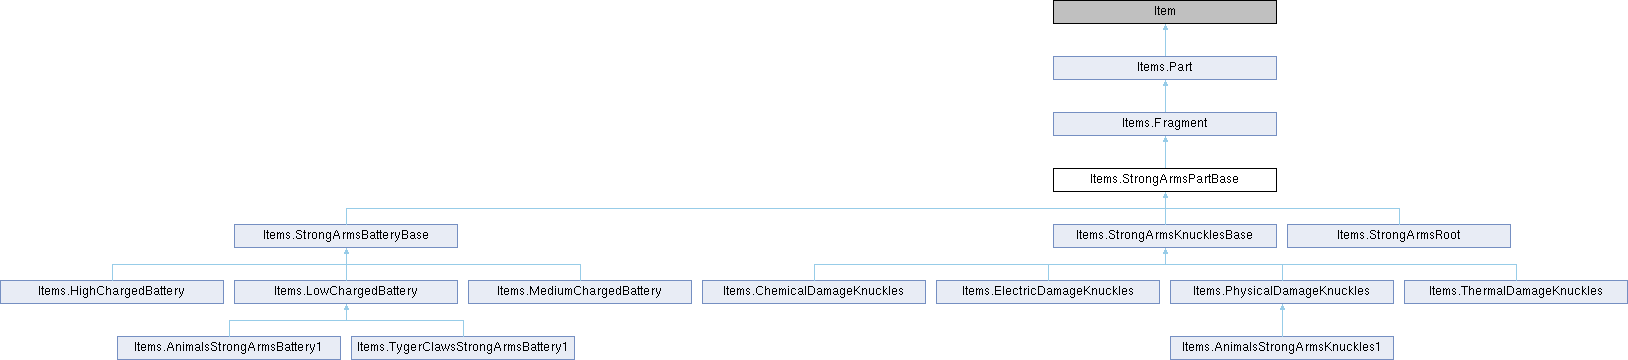 Item
Items.Part
Items.Fragment
Items.StrongArmsPartBase
Items.StrongArmsBatteryBase
Items.StrongArmsKnucklesBase
Items.StrongArmsRoot
Items.HighChargedBattery
Items.LowChargedBattery
Items.MediumChargedBattery
Items.ChemicalDamageKnuckles
Items.ElectricDamageKnuckles
Items.PhysicalDamageKnuckles
Items.ThermalDamageKnuckles
Items.AnimalsStrongArmsBattery1
Items.TygerClawsStrongArmsBattery1
Items.AnimalsStrongArmsKnuckles1